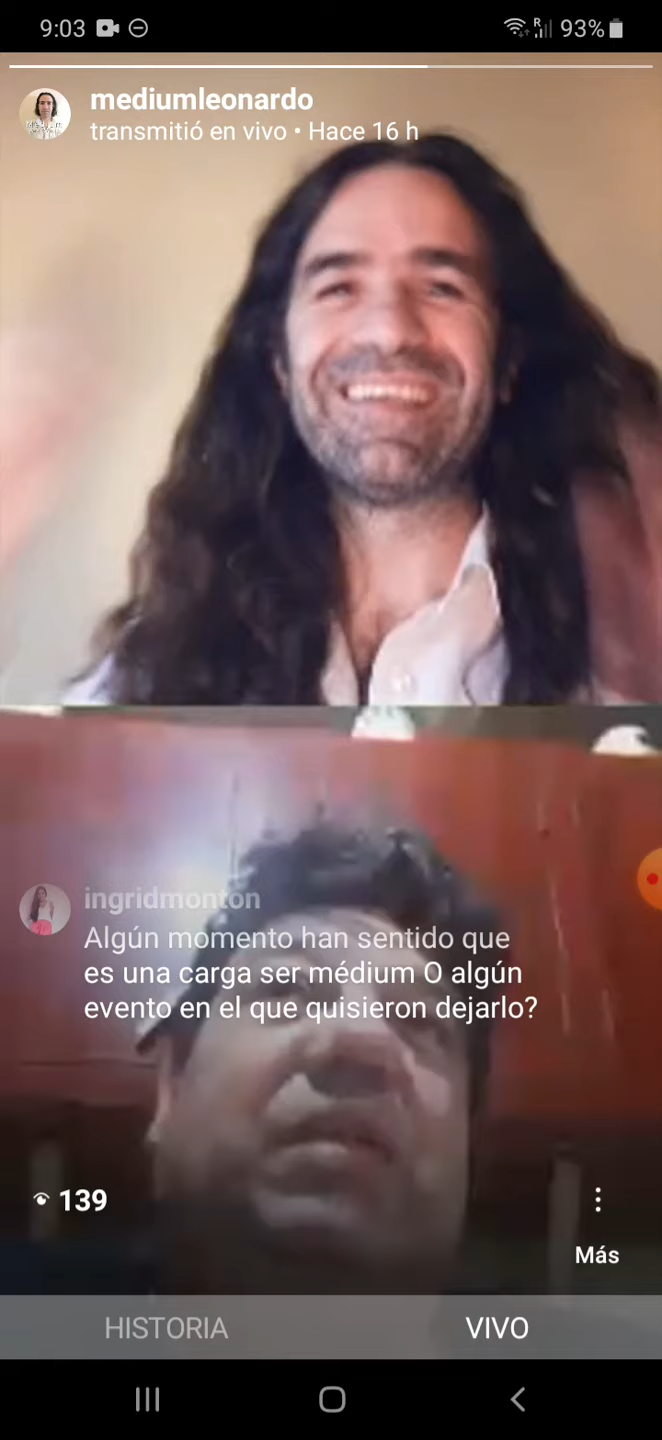 9:03
R
93%
mediumleonardo
transmitió en vivo • Hace 16 h
ingridmonton
Algún momento han sentido que
es una carga ser médium O algún
evento en el que quisieron dejarlo?
139
Más
HISTORIA
VIVO